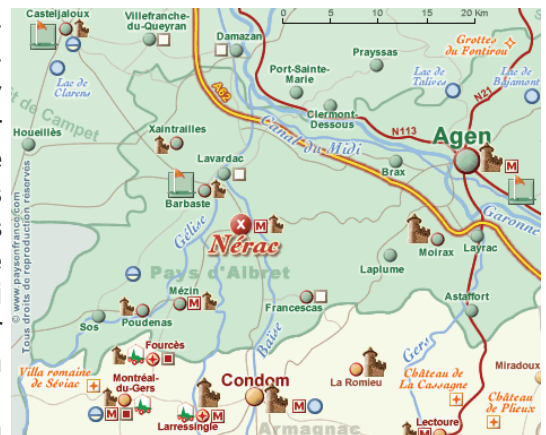 0 5 10 15 20 Km
Casteljaloux
Villefranche-
du-Queyran
Damazan
Prayssas
Grottes
du Fontirou
Lac de
Clarens
Port-Sainte-
Marie
Lac de
Talives
Lac de
Bajamont
A62
N21
Clermont-
Dessous
N113
Houeillès
Xaintrailles
Canal du Midi
Agen
M
Lavardac
Brax
Barbaste
Garonne
Gélise
X
M
Nérac
Moirax
Layrac
Pays d'Albret
Laplume
Mézin
M
Francescas
Astaffort
Sos
Poudenas
Baïse
Gers
Fourcès
Villa romaine
de Séviac
Montréal-
du-Gers
Condom
La Romieu
Château de
La Cassagne
Miradoux
Château
de Plieux
M
M
M
Larressingle
Armagnac
Lectoure
M
© www.paysonfrance.com
Tous droits de reproduction réservés